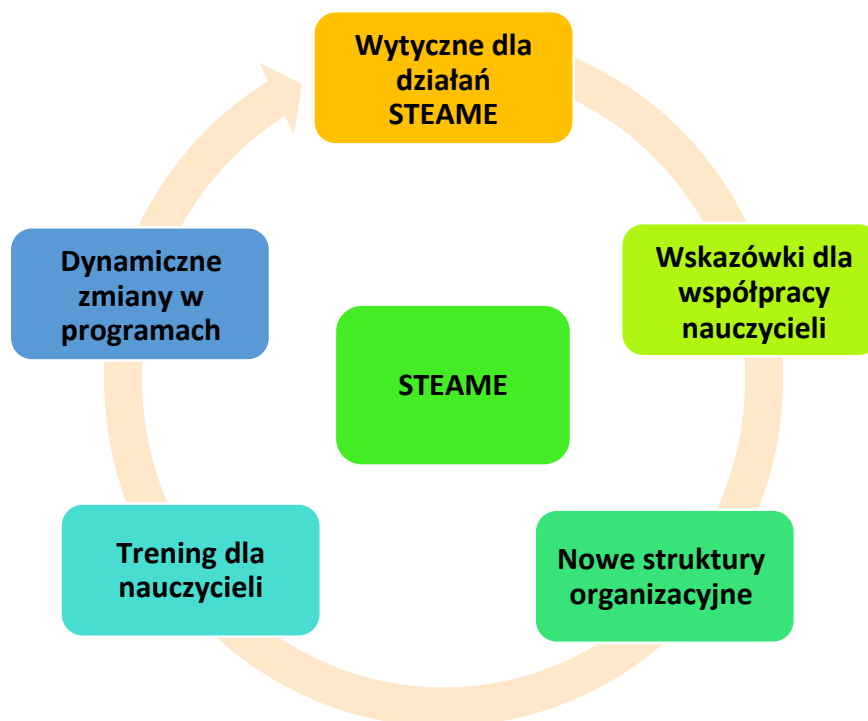 Wytyczne dla
działań
STEAME
Wskazówki dla
współpracy
nauczycieli
Nowe struktury
organizacyjne
Trening dla
nauczycieli
Dynamiczne
zmiany w
programach
STEAME